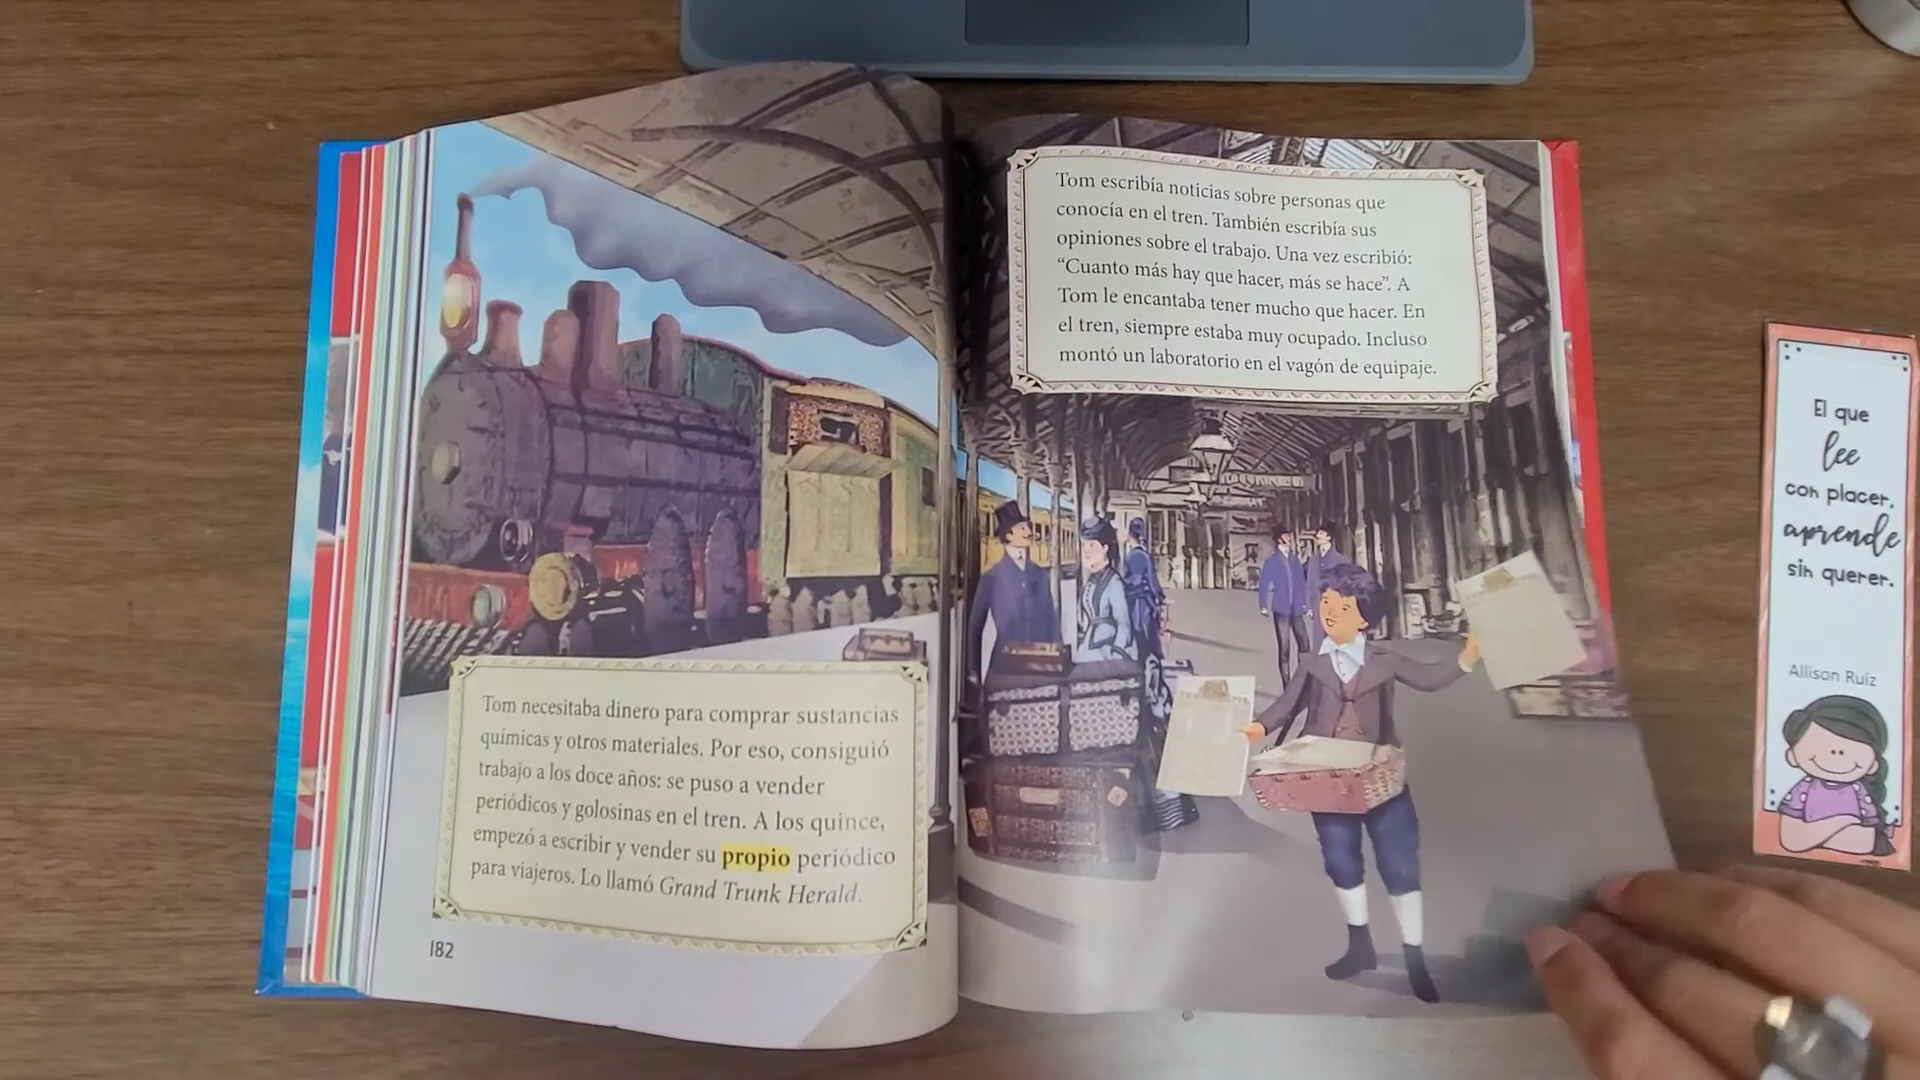 Tom necesitaba dinero para comprar sustancias
químicas y otros materiales. Por eso, consiguió
trabajo a los doce años: se puso a vender
periódicos y golosinas en el tren. A los quince,
empezó a escribir y vender su propio periódico
para viajeros. Lo llamó Grand Trunk Herald.
182
Tom escribía noticias sobre personas que
conocía en el tren. También escribía sus
opiniones sobre el trabajo. Una vez escribió:
“Cuanto más hay que hacer, más se hace”. A
Tom le encantaba tener mucho que hacer. En
el tren, siempre estaba muy ocupado. Incluso
montó un laboratorio en el vagón de equipaje.
El que
lee
con placer,
aprende
sin querer.
Allison Ruiz